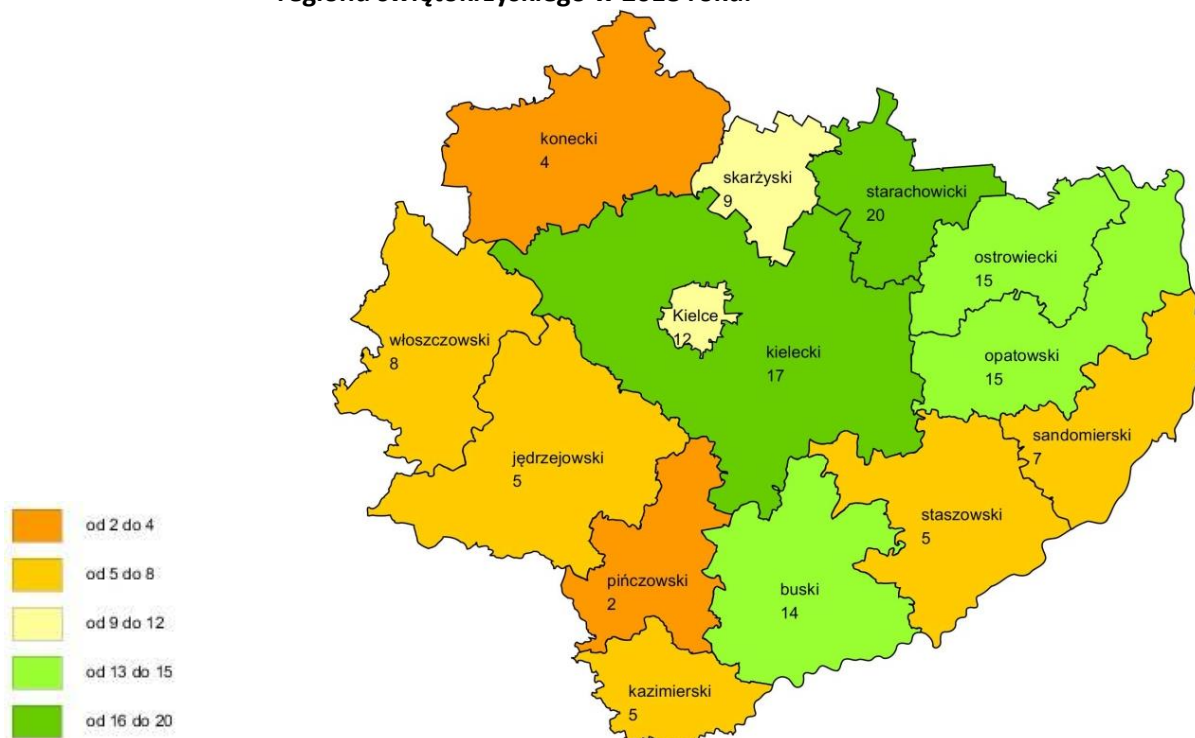 regionu świętokrzyskiego w 2023 roku.
konecki
4
skarżyski
9
starachowicki
20
ostrowiecki
15
Kielce
12
włoszczowski
8
kielecki
17
opatowski
15
sandomierski
7
jędrzejowski
5
staszowski
5
pińczowski
2
buski
14
kazimierski
5
od 2 do 4
od 5 do 8
od 9 do 12
od 13 do 15
od 16 do 20